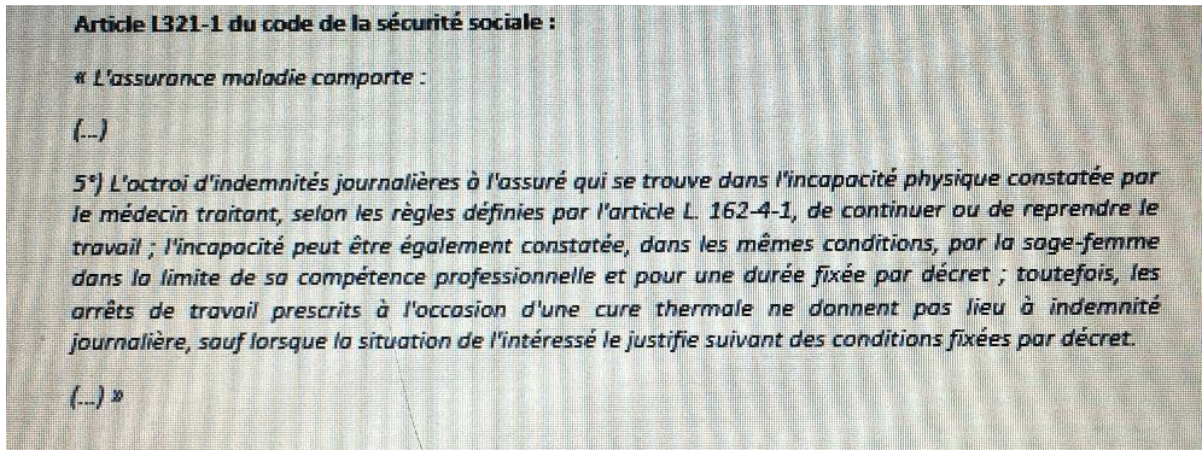 Article L321-1 du code de la sécurité sociale :
« L'assurance maladie comporte :
(...)
5°) L'octroi d'indemnités journalières à l'assuré qui se trouve dans l'incapacité physique constatée par
le médecin traitant, selon les règles définies par l'article L. 162-4-1, de continuer ou de reprendre le
travail ; l'incapacité peut être également constatée, dans les mêmes conditions, par la sage-femme
dans la limite de sa compétence professionnelle et pour une durée fixée par décret ; toutefois, les
arrêts de travail prescrits à l'occasion d'une cure thermale ne donnent pas lieu à indemnité
journalière, sauf lorsque la situation de l'intéressé le justifie suivant des conditions fixées par décret.
(...) »